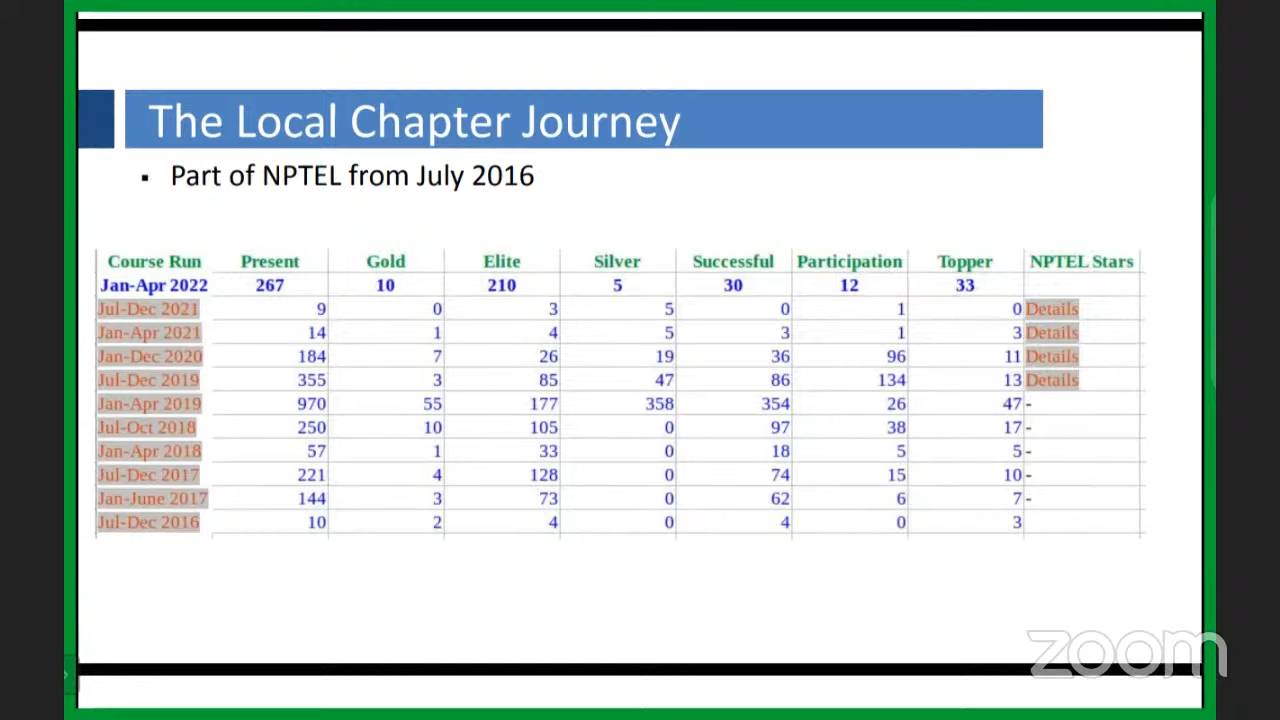 The Local Chapter Journey
▪ Part of NPTEL from July 2016
Course Run Present Gold Elite Silver Successful Participation Topper NPTEL Stars
Jan-Apr 2022 267 10 210 5 30 12 33
Jul-Dec 2021 9 0 3 5 0 1 0 Details
Jan-Apr 2021 14 1 4 5 3 1 3 Details
Jan-Dec 2020 184 7 26 19 36 96 11 Details
Jul-Dec 2019 355 3 85 47 86 134 13 Details
Jan-Apr 2019 970 55 177 358 354 26 47 -
Jul-Oct 2018 250 10 105 0 97 38 17 -
Jan-Apr 2018 57 1 33 0 18 5 5 -
Jul-Dec 2017 221 4 128 0 74 15 10 -
Jan-June 2017 144 3 73 0 62 6 7 -
Jul-Dec 2016 10 2 4 0 4 0 3
zoom